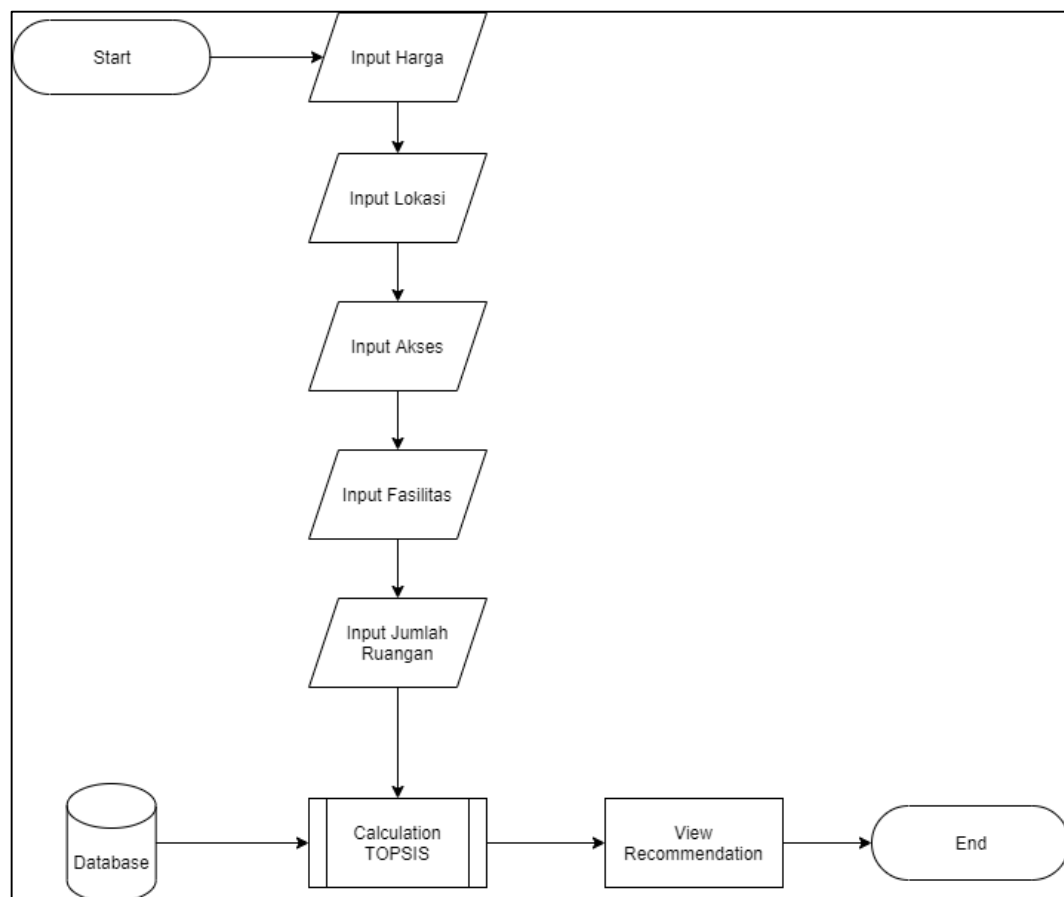 Start
Input Harga
Input Lokasi
Input Akses
Input Fasilitas
Input Jumlah
Ruangan
Database
Calculation
TOPSIS
View
Recommendation
End